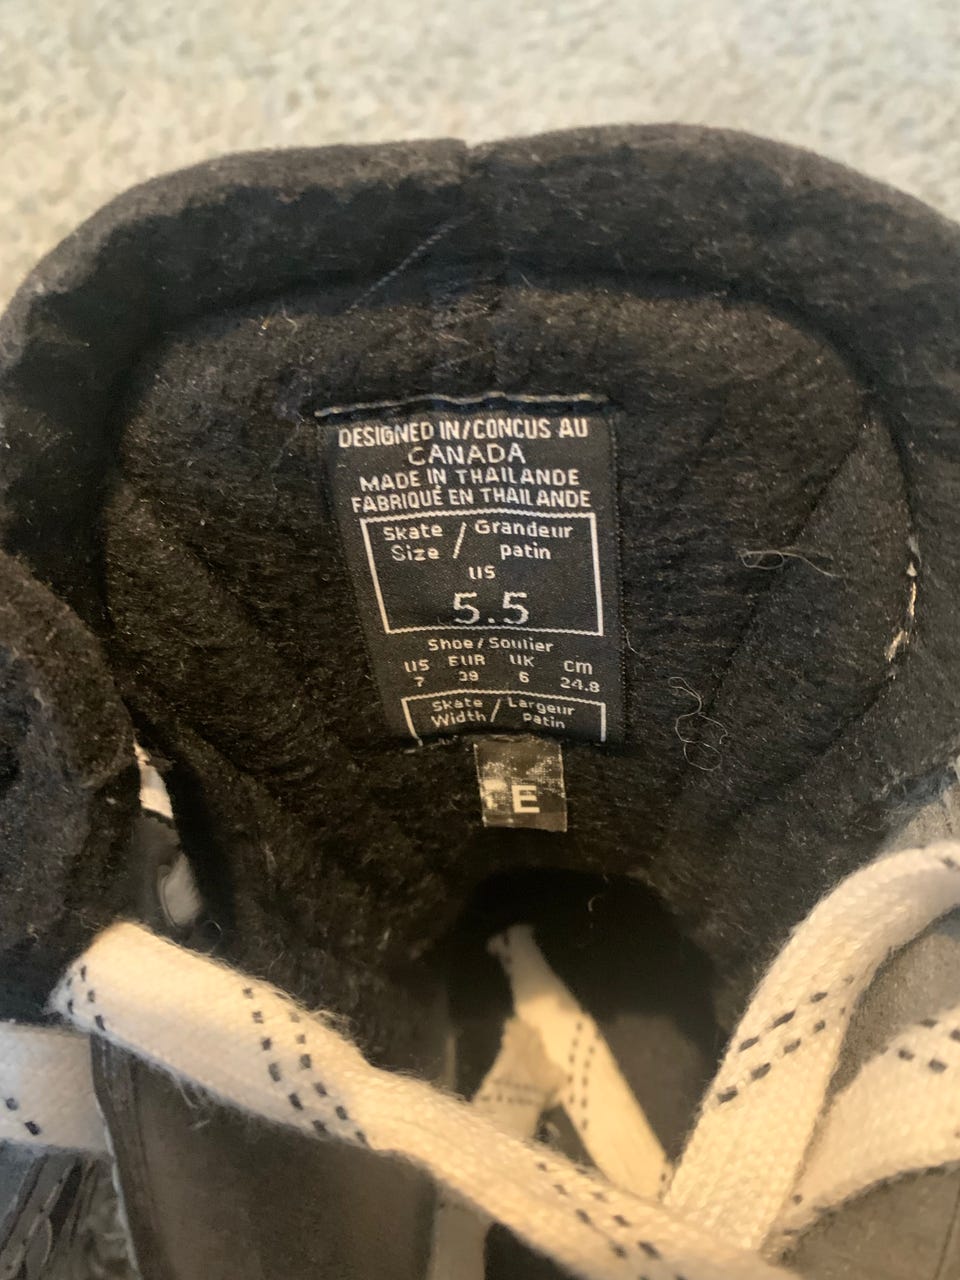 DESIGNED IN/CONCUS AU
CANADA
MADE IN THAILANDE
FABRIQUÉ EN THAILANDE
Skate / Grandeur
Size / patin
US
5.5
Shoe / Soulier
US EUR UK cm
7 39 6 24.8
Skate / Largeur
Width / patin
E